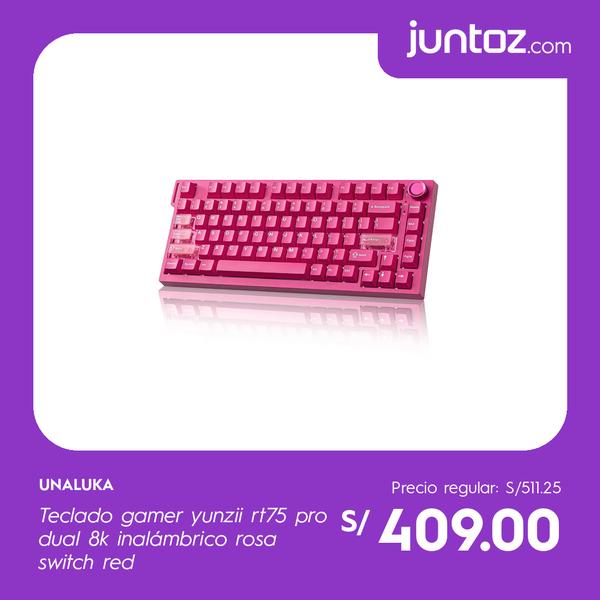 juntoz.com
UNALUKA
Teclado gamer yunzii rt75 pro
dual 8k inalámbrico rosa
switch red
Precio regular: S/511.25
S/ 409.00